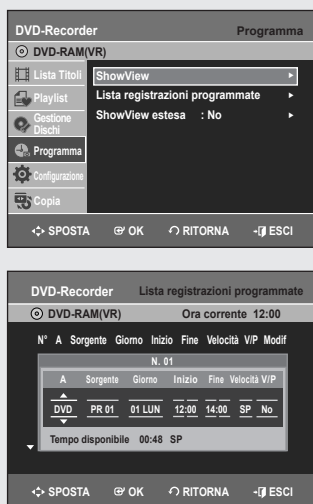 DVD-Recorder Programma
DVD-RAM(VR)
Lista Titoli
ShowView ►
Playlist
Lista registrazioni programmate ►
Gestione
Dischi
ShowView estesa : No ►
Programma
Configurazione
Copia
SPOSTA OK RITORNA ESCI
DVD-Recorder Lista registrazioni programmate
DVD-RAM(VR) Ora corrente 12:00
N° A Sorgente Giorno Inizio Fine Velocità V/P Modif
N. 01
A Sorgente Giorno Inizio Fine Velocità V/P
DVD PR 01 01 LUN 12:00 14:00 SP No
Tempo disponibile 00:48 SP
SPOSTA OK RITORNA ESCI